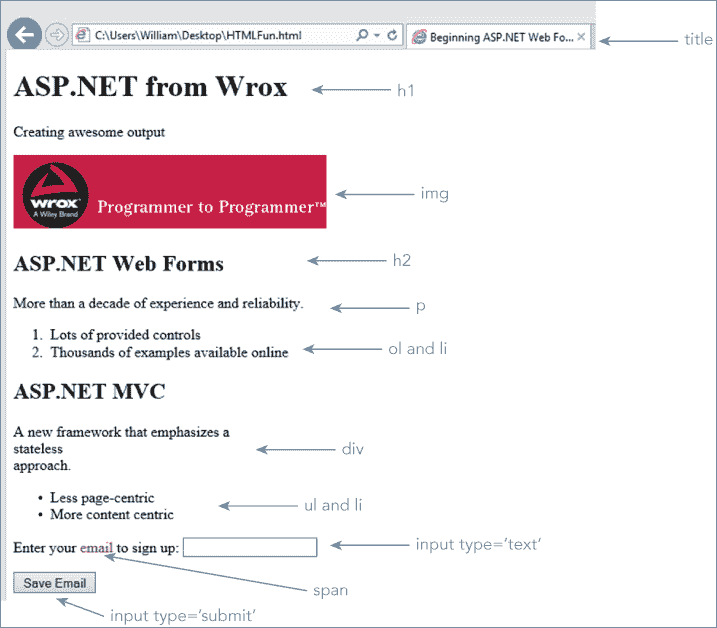 C:\Users\William\Desktop\HTMLFun.html
Beginning ASP.NET Web Fo...
title
ASP.NET from Wrox
h1
Creating awesome output
wrox™
A Wiley Brand
Programmer to Programmer™
img
ASP.NET Web Forms
h2
More than a decade of experience and reliability.
p
1. Lots of provided controls
2. Thousands of examples available online
ol and li
ASP.NET MVC
A new framework that emphasizes a
stateless
approach.
div
• Less page-centric
• More content centric
ul and li
Enter your email to sign up:
input type=’text’
span
Save Email
input type=’submit’